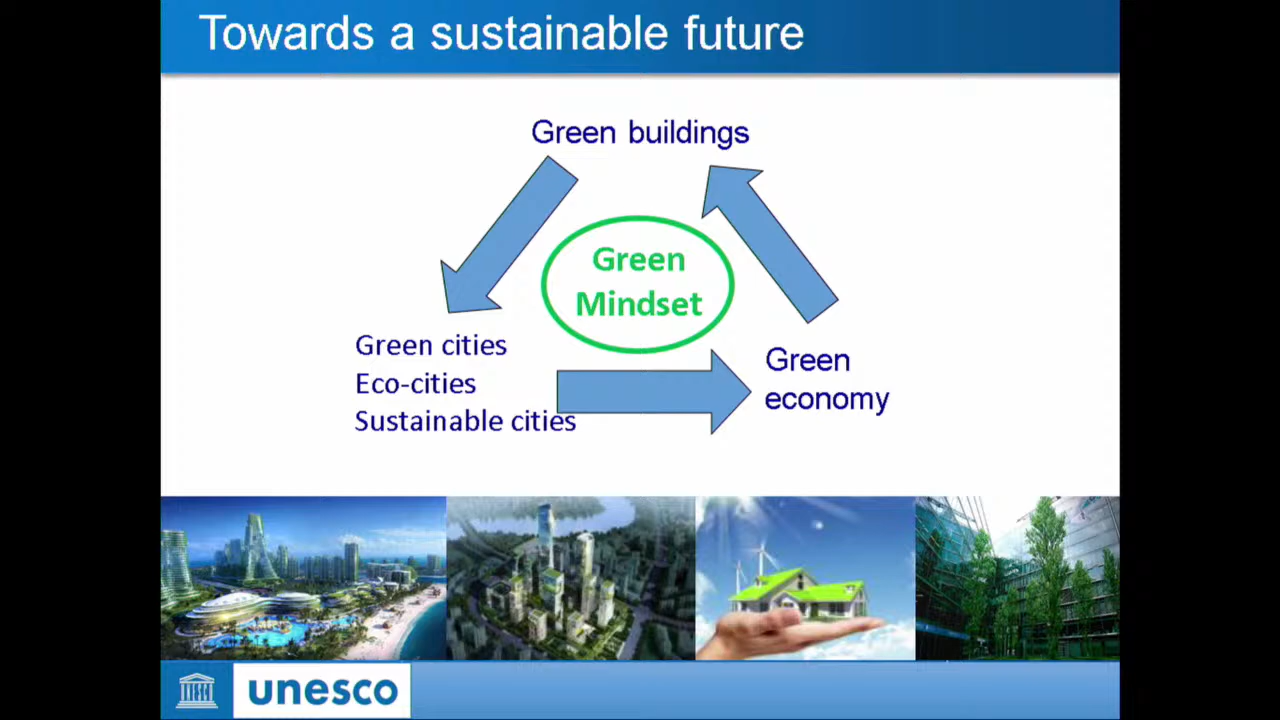 Towards a sustainable future
Green buildings
Green
Mindset
Green cities
Eco-cities
Sustainable cities
Green
economy
unesco